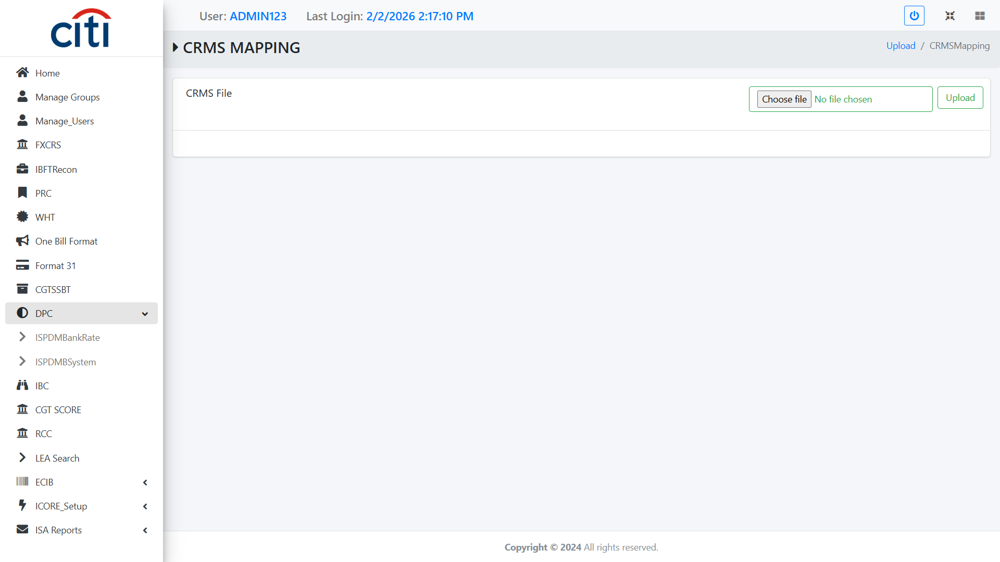 citi
User: ADMIN123 Last Login: 2/2/2026 2:17:10 PM
CRMS MAPPING
Upload / CRMSMapping
Home
Manage Groups
Manage_Users
FXCRS
IBFTRecon
PRC
WHT
One Bill Format
Format 31
CGTSSBT
DPC
ISPDMBankRate
ISPDMBSystem
IBC
CGT SCORE
RCC
LEA Search
ECIB
ICORE_Setup
ISA Reports
CRMS File
Choose file No file chosen
Upload
Copyright © 2024 All rights reserved.